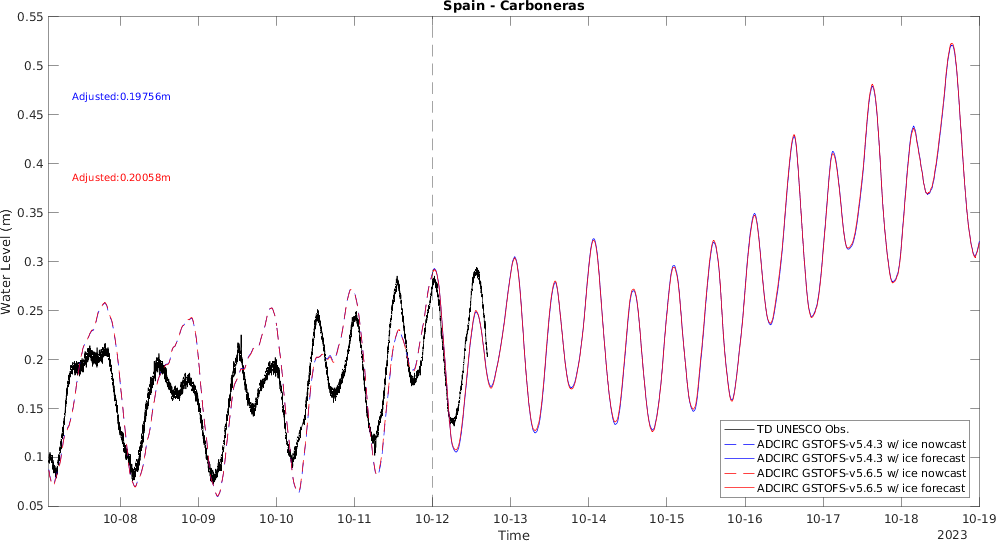 Spain - Carboneras
0.55
0.5
0.45
0.4
0.35
0.3
0.25
0.2
0.15
0.1
0.05
Water Level (m)
Adjusted:0.19756m
Adjusted:0.20058m
TD UNESCO Obs.
ADCIRC GSTOFS-v5.4.3 w/ ice nowcast
ADCIRC GSTOFS-v5.4.3 w/ ice forecast
ADCIRC GSTOFS-v5.6.5 w/ ice nowcast
ADCIRC GSTOFS-v5.6.5 w/ ice forecast
10-08 10-09 10-10 10-11 10-12 10-13 10-14 10-15 10-16 10-17 10-18 10-19
Time
2023